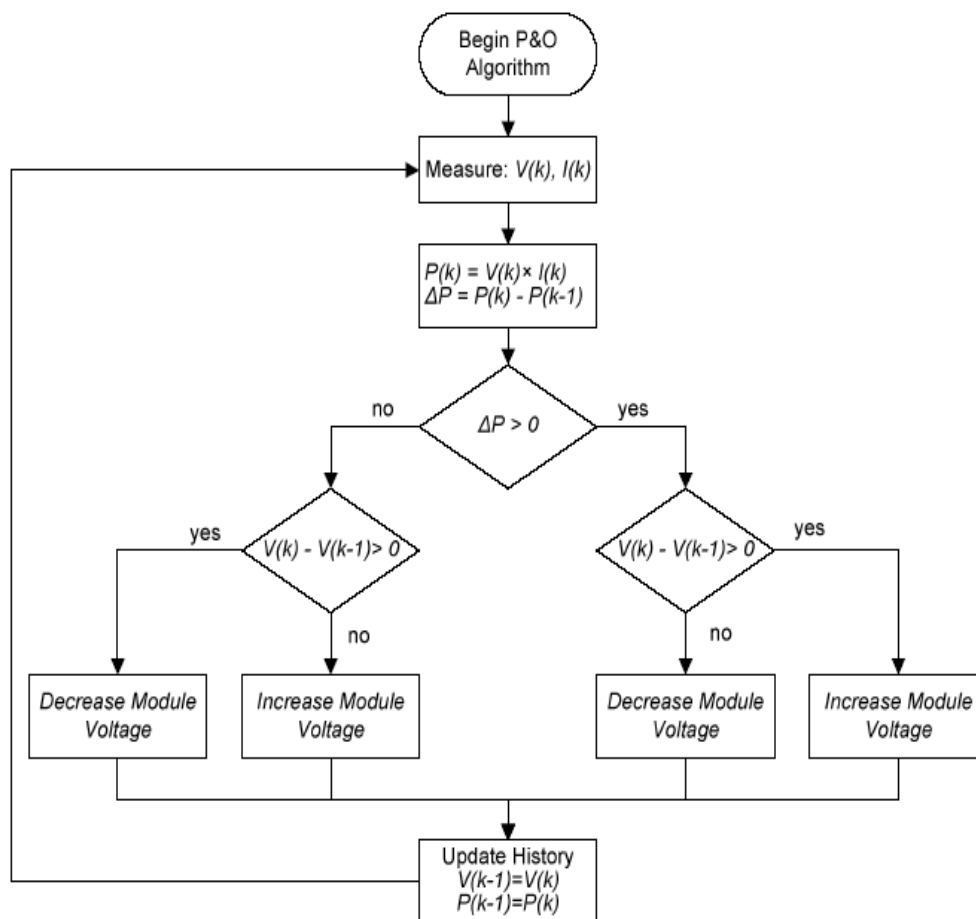 Begin P&O
Algorithm
Measure: V(k), I(k)
P(k) = V(k)× I(k)
ΔP = P(k) - P(k-1)
no
yes
ΔP > 0
yes
V(k) - V(k-1)> 0
V(k) - V(k-1)> 0
yes
no
no
Decrease Module
Voltage
Increase Module
Voltage
Decrease Module
Voltage
Increase Module
Voltage
Update History
V(k-1)=V(k)
P(k-1)=P(k)